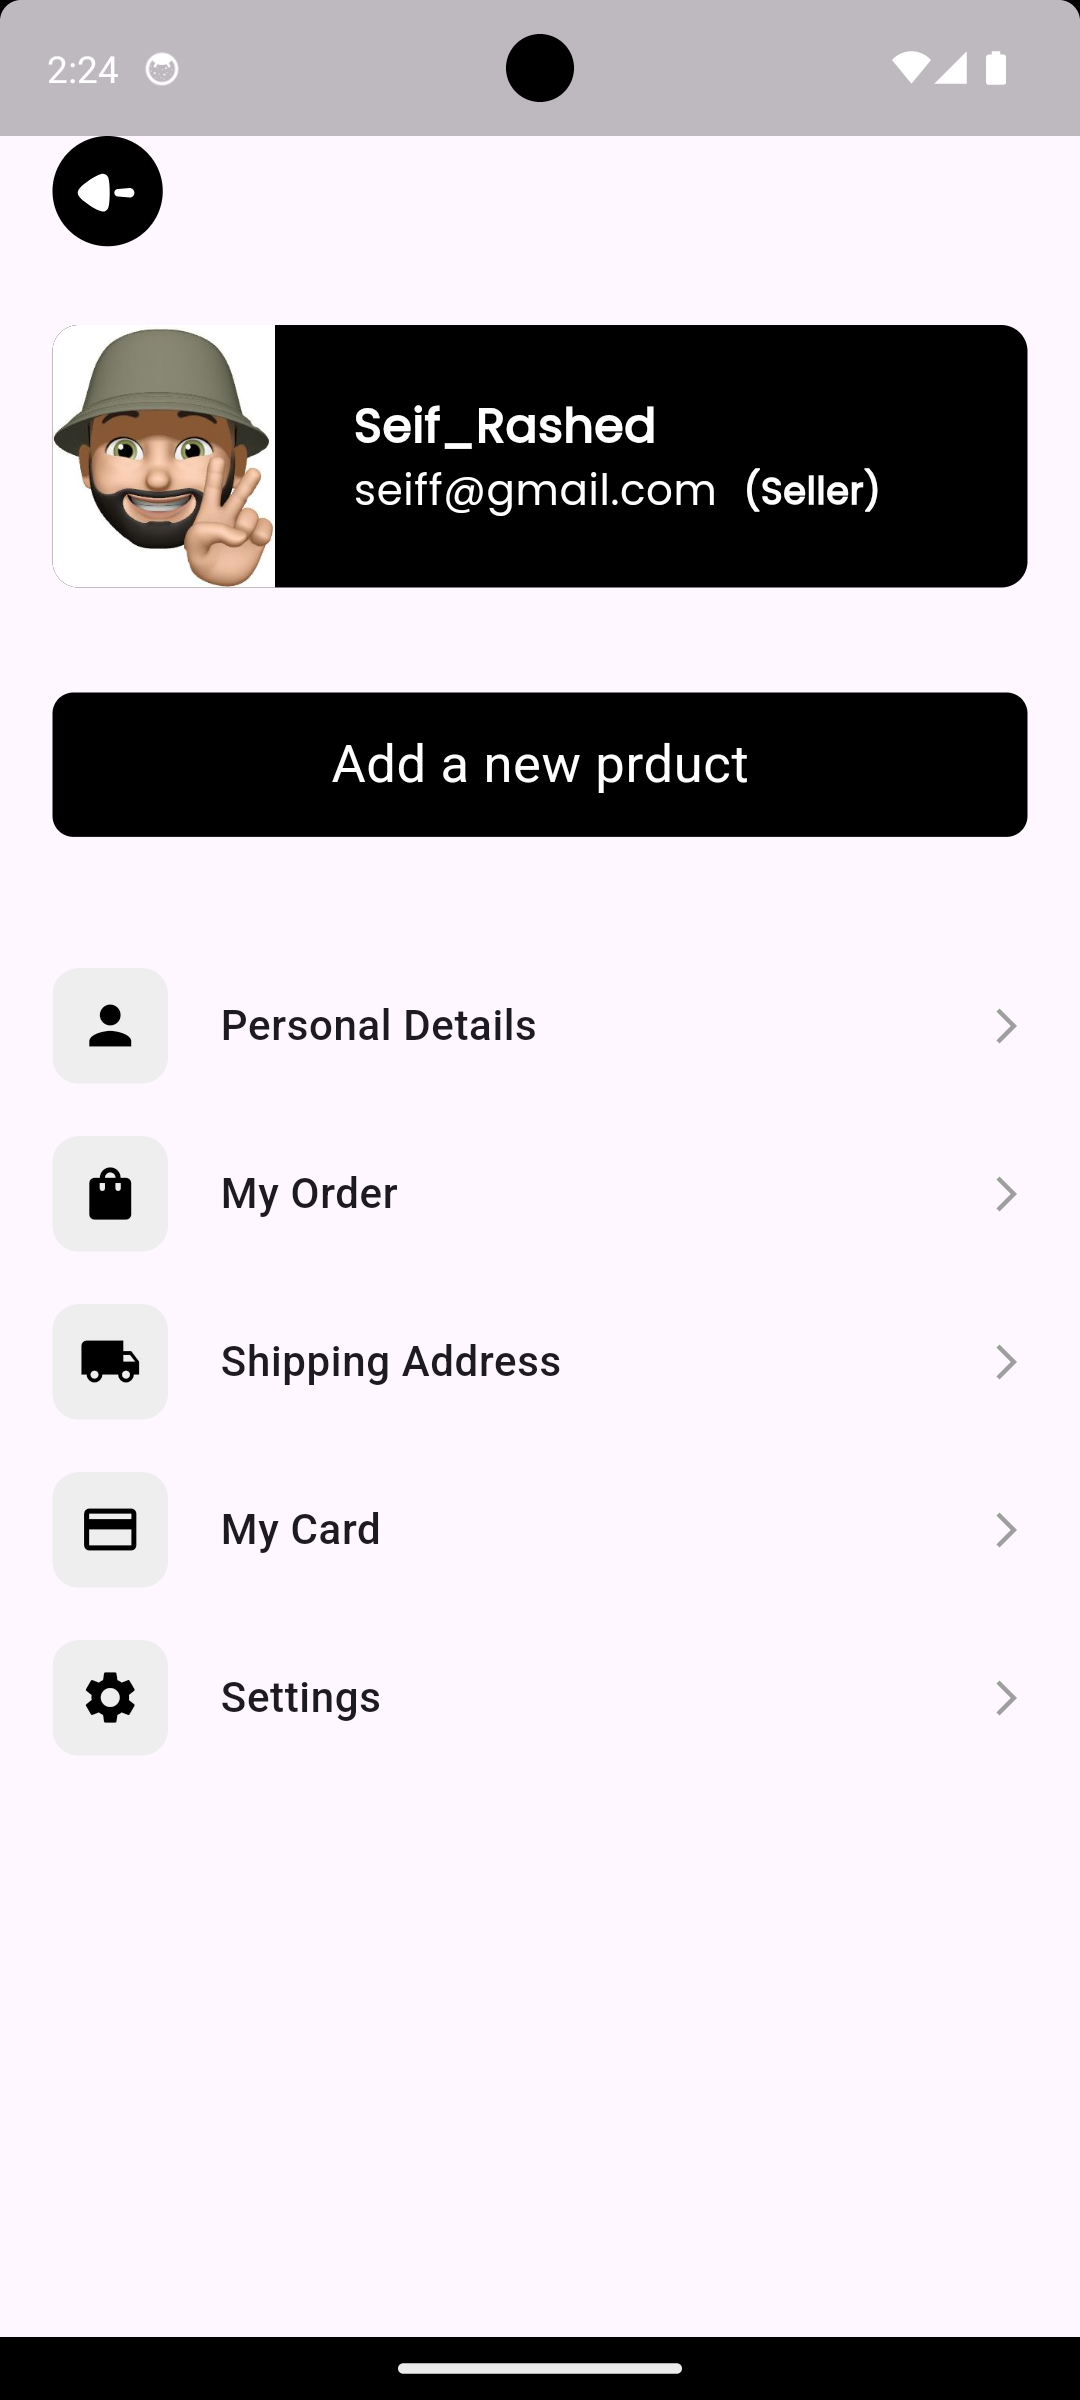 2:24
Seif_Rashed
seiff@gmail.com (Seller)
Add a new prduct
Personal Details
My Order
Shipping Address
My Card
Settings